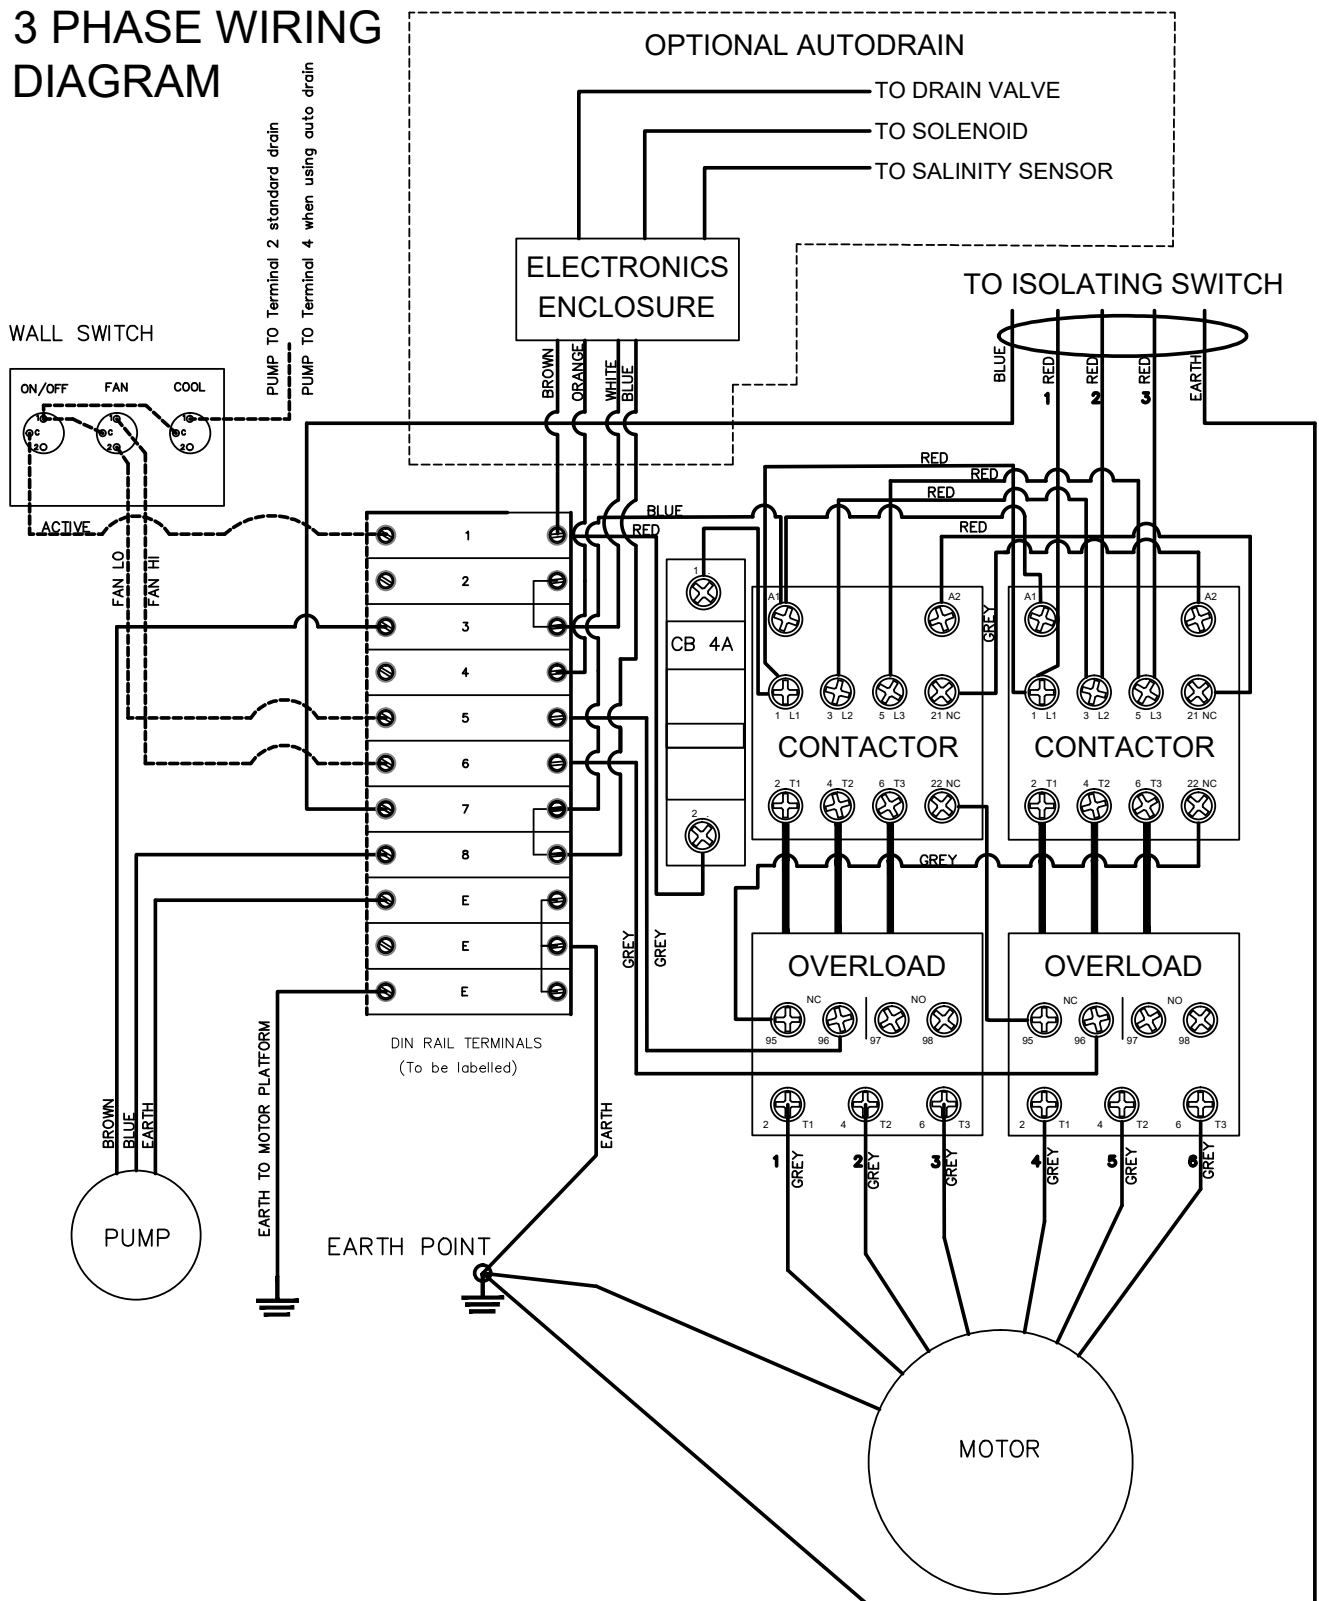 3 PHASE WIRING
DIAGRAM
OPTIONAL AUTODRAIN
TO DRAIN VALVE
TO SOLENOID
TO SALINITY SENSOR
ELECTRONICS
ENCLOSURE
PUMP TO Terminal 2 standard drain
PUMP TO Terminal 4 when using auto drain
TO ISOLATING SWITCH
WALL SWITCH
ON/OFF FAN COOL
1 1 1
C C C
2 2 2
ACTIVE
FAN LO
FAN HI
BROWN
ORANGE
WHITE
BLUE
BLUE
RED
RED
RED
EARTH
1 2 3
RED
RED
RED
BLUE
RED
RED
1
2
3
4
5
6
7
8
E
E
E
DIN RAIL TERMINALS
(To be labelled)
1
CB 4A
2
A1 A2
GREY
A1 A2
1 L1 3 L2 5 L3 21 NC
1 L1 3 L2 5 L3 21 NC
CONTACTOR
CONTACTOR
2 T1 4 T2 6 T3 22 NC
2 T1 4 T2 6 T3 22 NC
GREY
GREY
GREY
OVERLOAD
OVERLOAD
NC NO
95 96 97 98
NC NO
95 96 97 98
2 T1 4 T2 6 T3
2 T1 4 T2 6 T3
1 GREY
2 GREY
3 GREY
4 GREY
5 GREY
6 GREY
BROWN
BLUE
EARTH
EARTH TO MOTOR PLATFORM
EARTH
PUMP
EARTH POINT
MOTOR